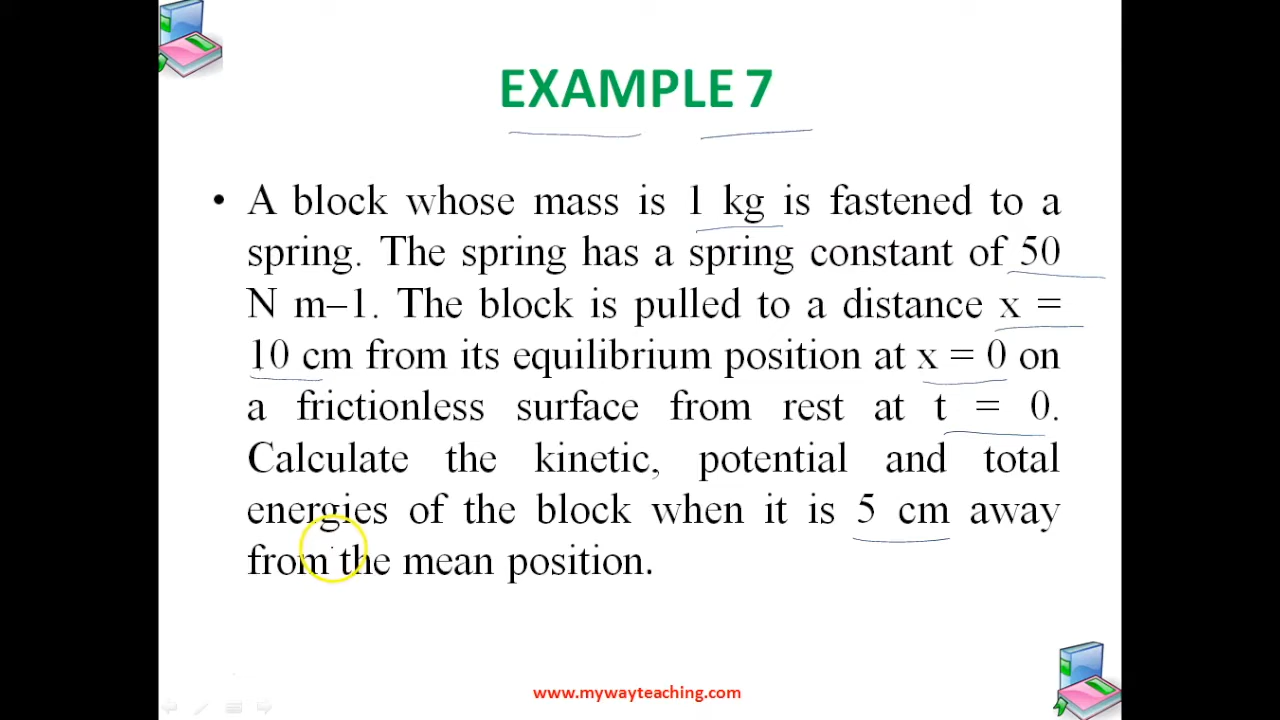 EXAMPLE 7
• A block whose mass is 1 kg is fastened to a
spring. The spring has a spring constant of 50
N m–1. The block is pulled to a distance x =
10 cm from its equilibrium position at x = 0 on
a frictionless surface from rest at t = 0.
Calculate the kinetic, potential and total
energies of the block when it is 5 cm away
from the mean position.
www.mywayteaching.com